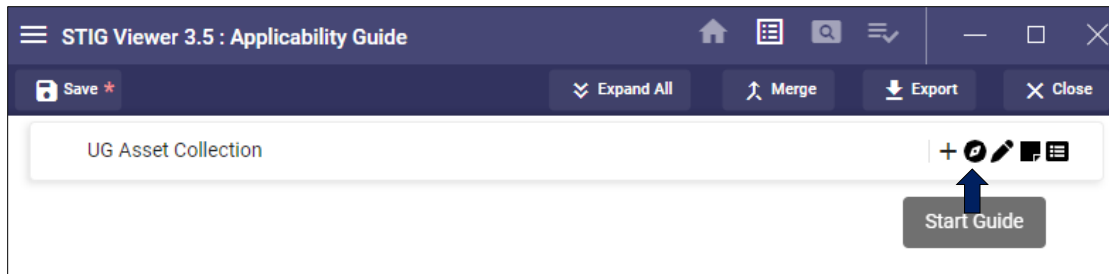 STIG Viewer 3.5 : Applicability Guide
Save * Expand All Merge Export Close
UG Asset Collection
Start Guide